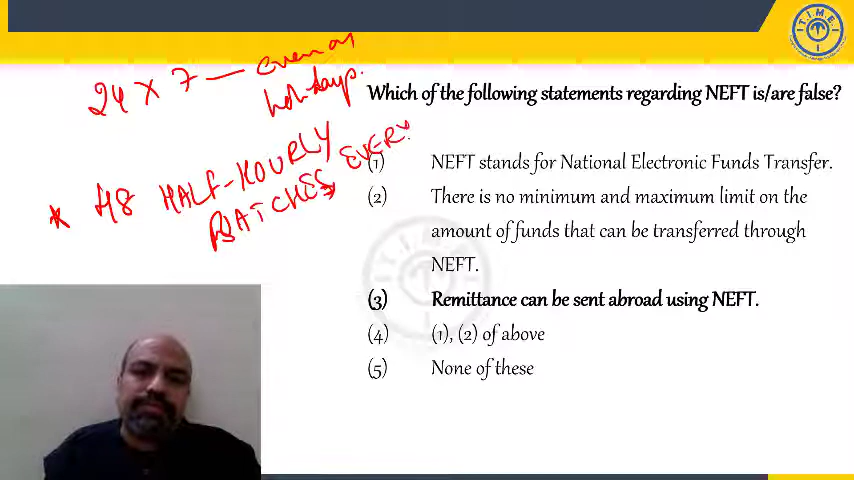 T.I.M.E.
24 X 7 — even on
holidays.
* 48 HALF-HOURLY
BATCHES EVERY
Which of the following statements regarding NEFT is/are false?
(1) NEFT stands for National Electronic Funds Transfer.
(2) There is no minimum and maximum limit on the
amount of funds that can be transferred through
NEFT.
(3) Remittance can be sent abroad using NEFT.
(4) (1), (2) of above
(5) None of these